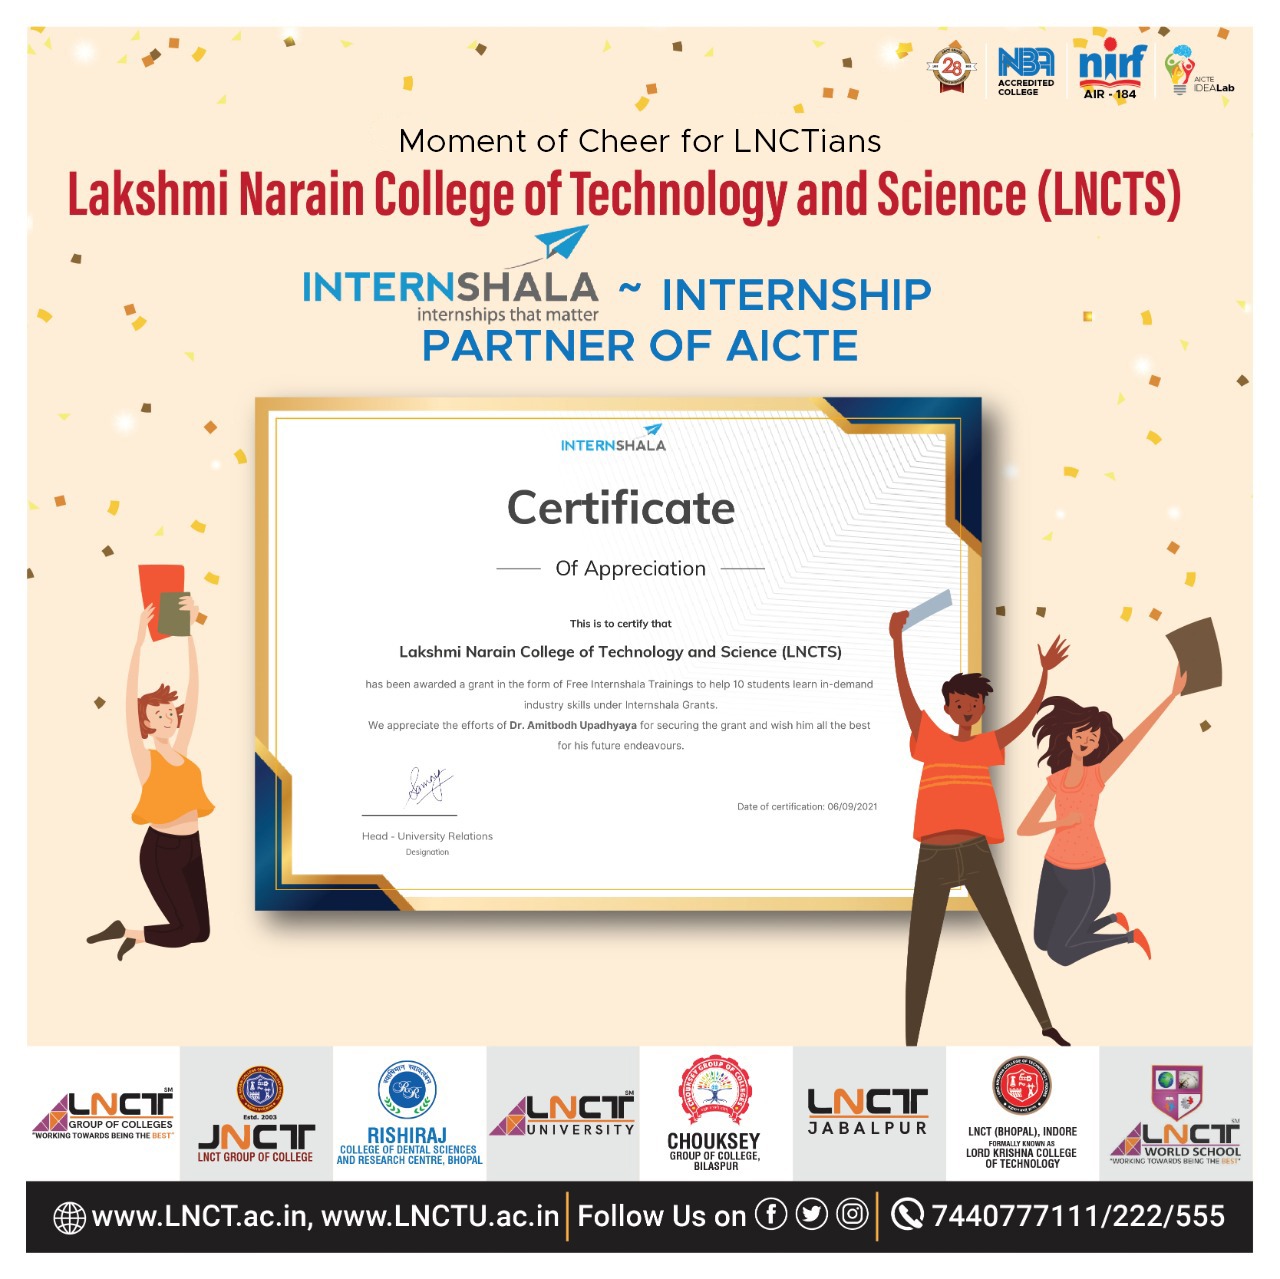 28
NBA
ACCREDITED
COLLEGE
nirf
AIR - 184
AICTE
IDEALab
Moment of Cheer for LNCTians
Lakshmi Narain College of Technology and Science (LNCTS)
INTERNSHALA ~ INTERNSHIP
internships that matter
PARTNER OF AICTE
INTERNSHALA
Certificate
Of Appreciation
This is to certify that
Lakshmi Narain College of Technology and Science (LNCTS)
has been awarded a grant in the form of Free Internshala Trainings to help 10 students learn in-demand
industry skills under Internshala Grants.
We appreciate the efforts of Dr. Amitbodh Upadhyaya for securing the grant and wish him all the best
for his future endeavours.
Date of certification: 06/09/2021
Head - University Relations
Designation
LNCT SM
GROUP OF COLLEGES
"WORKING TOWARDS BEING THE BEST"
Estd. 2003
JNCT
LNCT GROUP OF COLLEGE
RR
RISHIRAJ
COLLEGE OF DENTAL SCIENCES
AND RESEARCH CENTRE, BHOPAL
LNCT SM
UNIVERSITY
CHOUKSEY GROUP OF COLLEGES
CHOUKSEY
GROUP OF COLLEGE,
BILASPUR
LNCT
JABALPUR
LNCT (BHOPAL), INDORE
FORMALLY KNOWN AS
LORD KRISHNA COLLEGE
OF TECHNOLOGY
LNCT SM
WORLD SCHOOL
"WORKING TOWARDS BEING THE BEST"
www.LNCT.ac.in, www.LNCTU.ac.in Follow Us on 7440777111/222/555